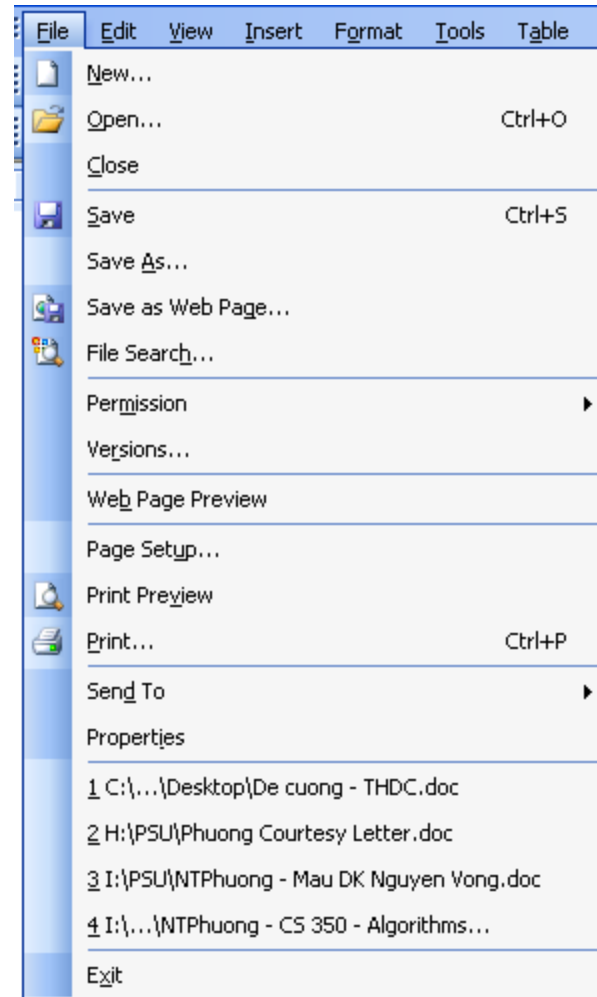 File Edit View Insert Format Tools Table
New...
Open... Ctrl+O
Close
Save Ctrl+S
Save As...
Save as Web Page...
File Search...
Permission
Versions...
Web Page Preview
Page Setup...
Print Preview
Print... Ctrl+P
Send To
Properties
1 C:\...\Desktop\De cuong - THDC.doc
2 H:\PSU\Phuong Courtesy Letter.doc
3 I:\PSU\NTPhuong - Mau DK Nguyen Vong.doc
4 I:\...\NTPhuong - CS 350 - Algorithms...
Exit